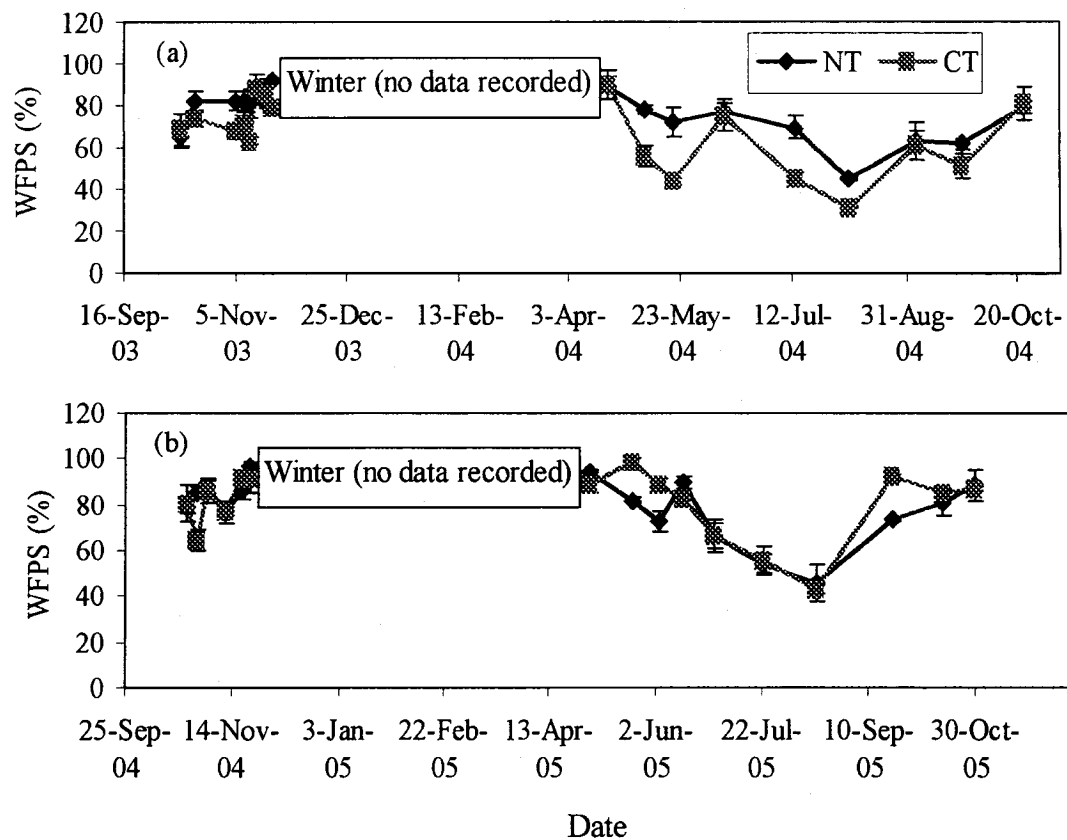 (a)
NT CT
Winter (no data recorded)
WFPS (%)
120
100
80
60
40
20
0
16-Sep- 5-Nov- 25-Dec- 13-Feb- 3-Apr- 23-May- 12-Jul- 31-Aug- 20-Oct-
03 03 03 04 04 04 04 04 04
(b)
Winter (no data recorded)
WFPS (%)
120
100
80
60
40
20
0
25-Sep- 14-Nov- 3-Jan- 22-Feb- 13-Apr- 2-Jun- 22-Jul- 10-Sep- 30-Oct-
04 04 05 05 05 05 05 05 05
Date